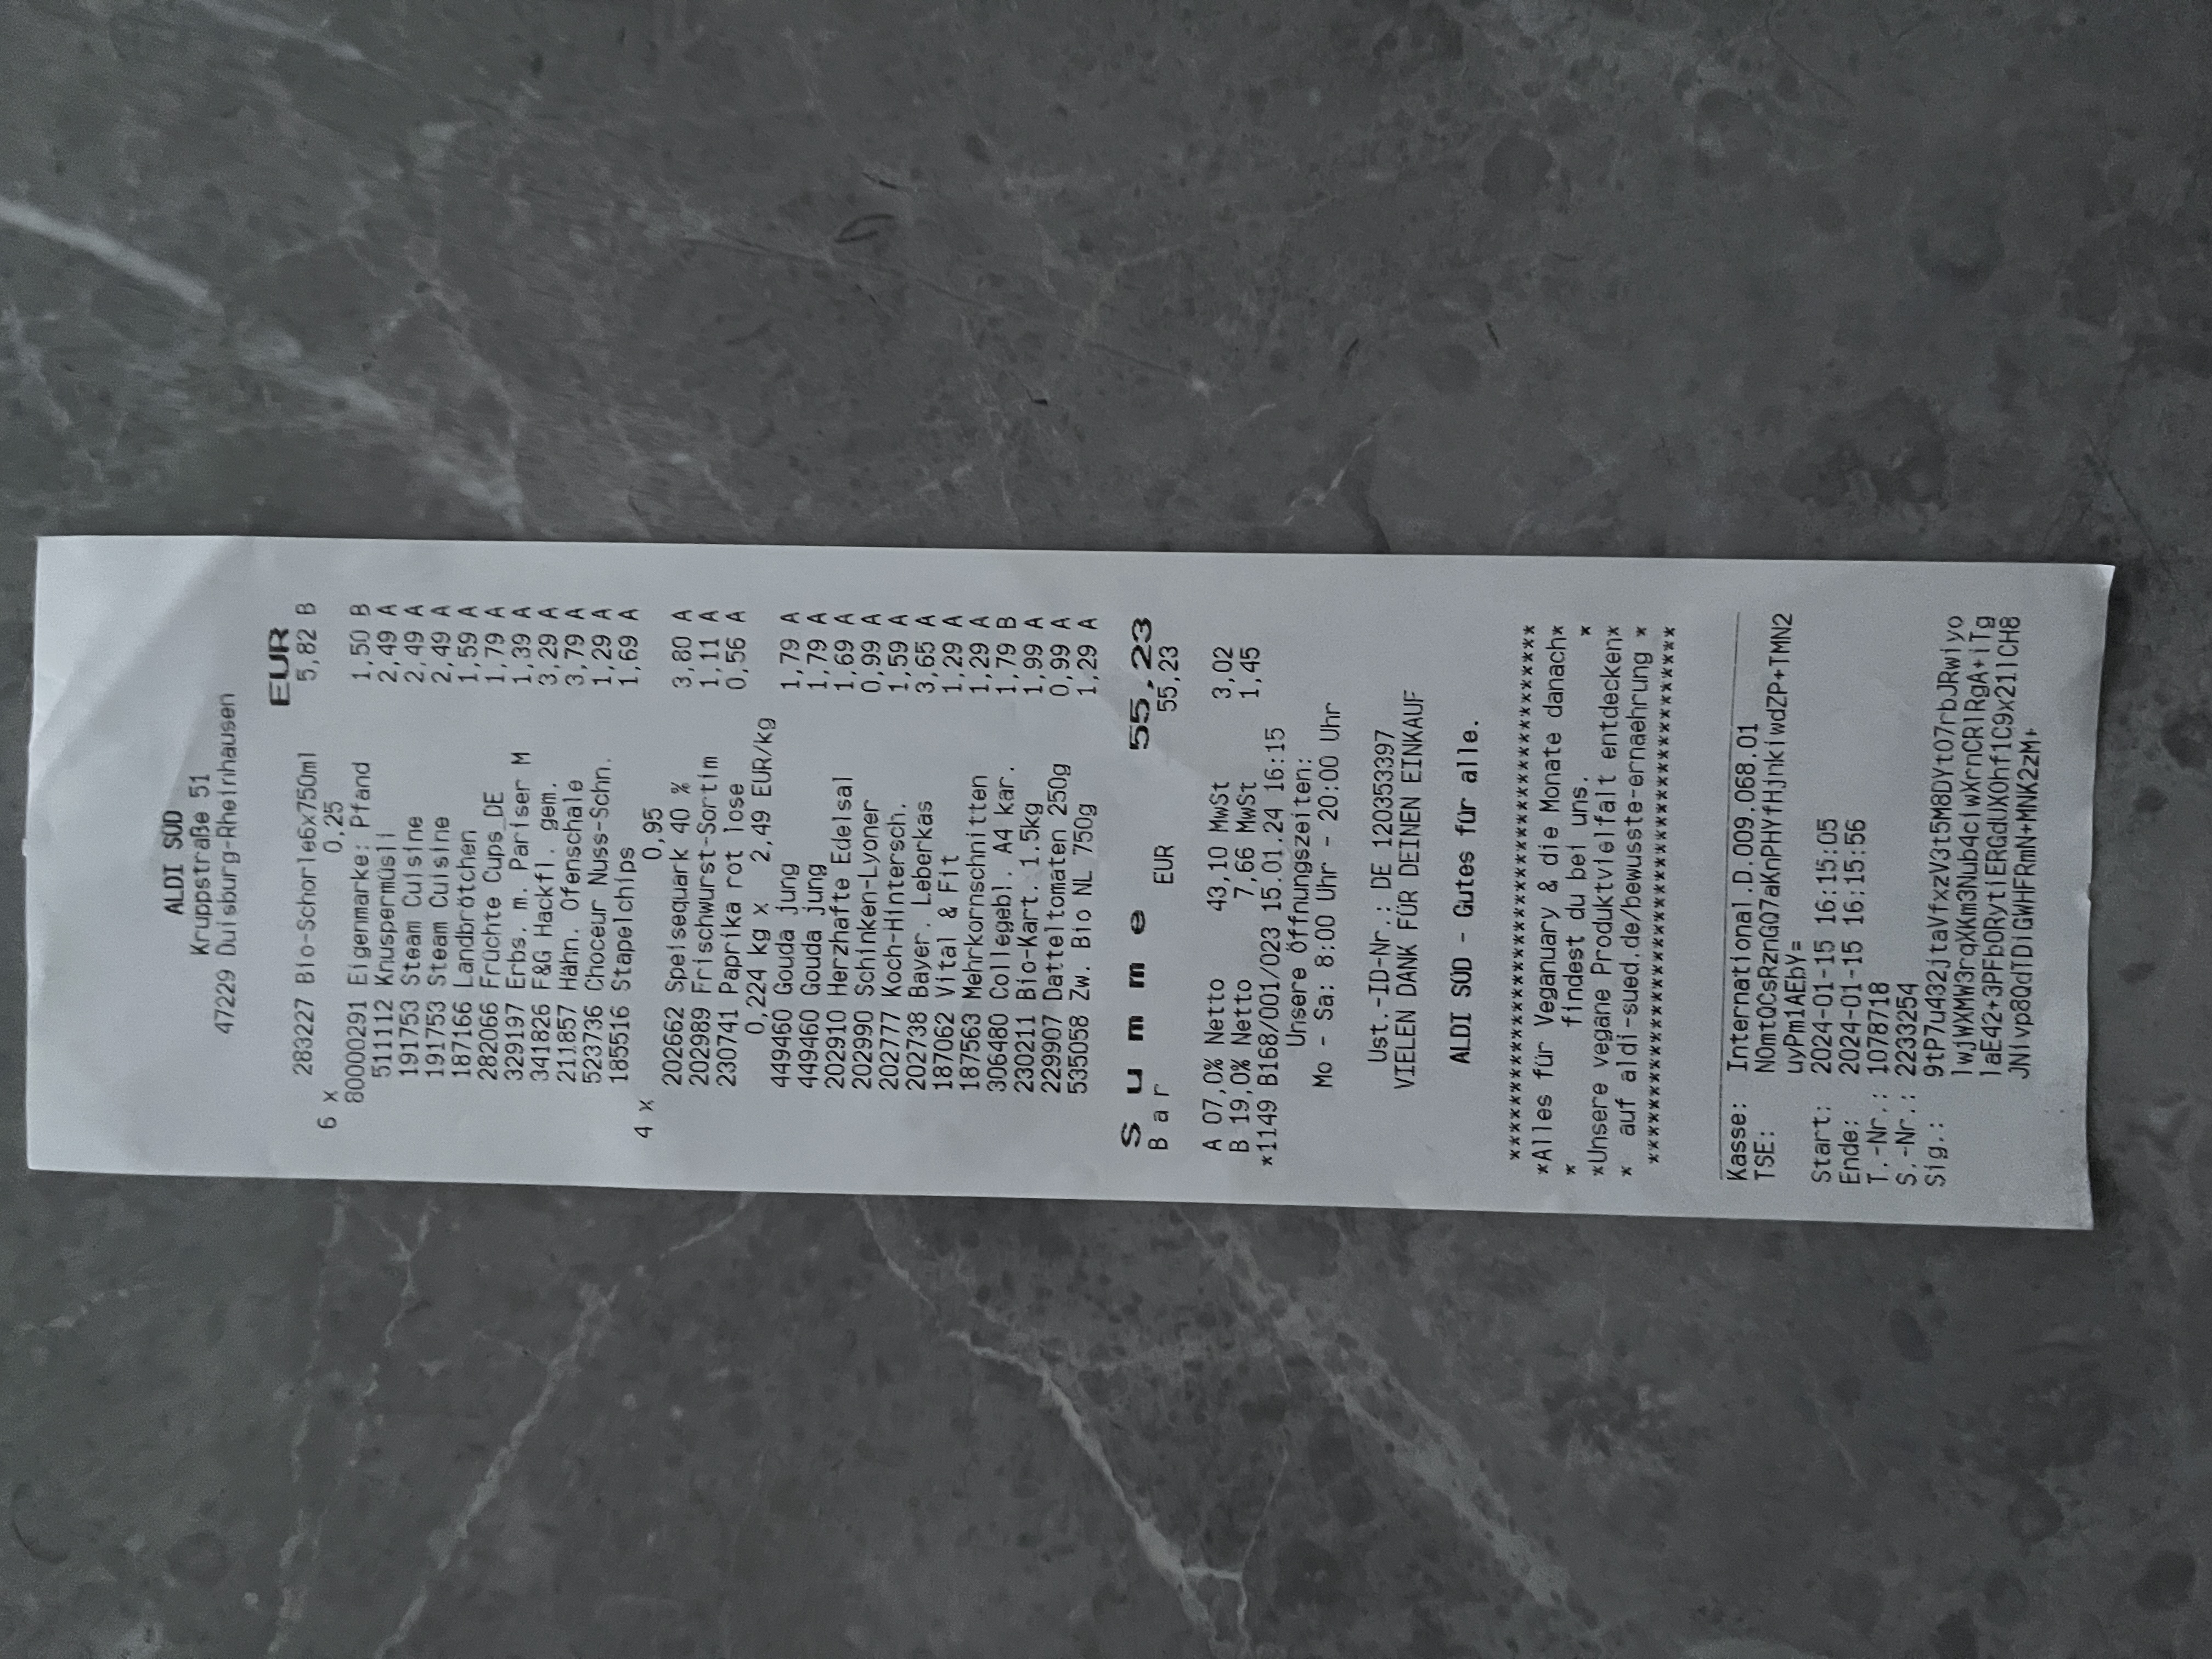 ALDI SÜD
Kruppstraße 51
47229 Duisburg-Rheinhausen
EUR
283227 Bio-Schorle6x750ml 5,82 B
6 x 0,25
80000291 Eigenmarke: Pfand 1,50 B
511112 Knuspermüsli 2,49 A
191753 Steam Cuisine 2,49 A
191753 Steam Cuisine 2,49 A
187166 Landbrötchen 1,59 A
282066 Früchte Cups_DE 1,79 A
329197 Erbs. m. Pariser M 1,39 A
341826 F&G Hackfl. gem. 3,29 A
211857 Hähn. Ofenschale 3,79 A
523736 Choceur Nuss-Schn. 1,29 A
185516 Stapelchips 1,69 A
4 x 0,95
202662 Speisequark 40 % 3,80 A
202989 Frischwurst-Sortim 1,11 A
230741 Paprika rot lose 0,56 A
0,224 kg x 2,49 EUR/kg
449460 Gouda jung 1,79 A
449460 Gouda jung 1,79 A
202910 Herzhafte Edelsal 1,69 A
202990 Schinken-Lyoner 0,99 A
202777 Koch-Hintersch. 1,59 A
202738 Bayer. Leberkas 3,65 A
187062 Vital & Fit 1,29 A
187563 Mehrkornschnitten 1,29 A
306480 Collegebl. A4 kar. 1,79 B
230211 Bio-Kart. 1.5kg 1,99 A
229907 Datteltomaten 250g 0,99 A
535058 Zw. Bio NL 750g 1,29 A
Summe 55,23
Bar EUR 55,23
A 07,0% Netto 43,10 MwSt 3,02
B 19,0% Netto 7,66 MwSt 1,45
*1149 B168/001/023 15.01.24 16:15
Unsere Öffnungszeiten:
Mo - Sa: 8:00 Uhr - 20:00 Uhr
Ust.-ID-Nr.: DE 120353397
VIELEN DANK FÜR DEINEN EINKAUF
ALDI SÜD - Gutes für alle.
****************************************
*Alles für Veganuary & die Monate danach*
* findest du bei uns. *
*Unsere vegane Produktvielfalt entdecken*
* auf aldi-sued.de/bewusste-ernaehrung *
****************************************
Kasse: International.D.009.068.01
TSE:
uyPm1AEbY=
Start: 2024-01-15 16:15:05
Ende: 2024-01-15 16:15:56
T.-Nr.: 1078718
S.-Nr.: 2233254
Sig.: